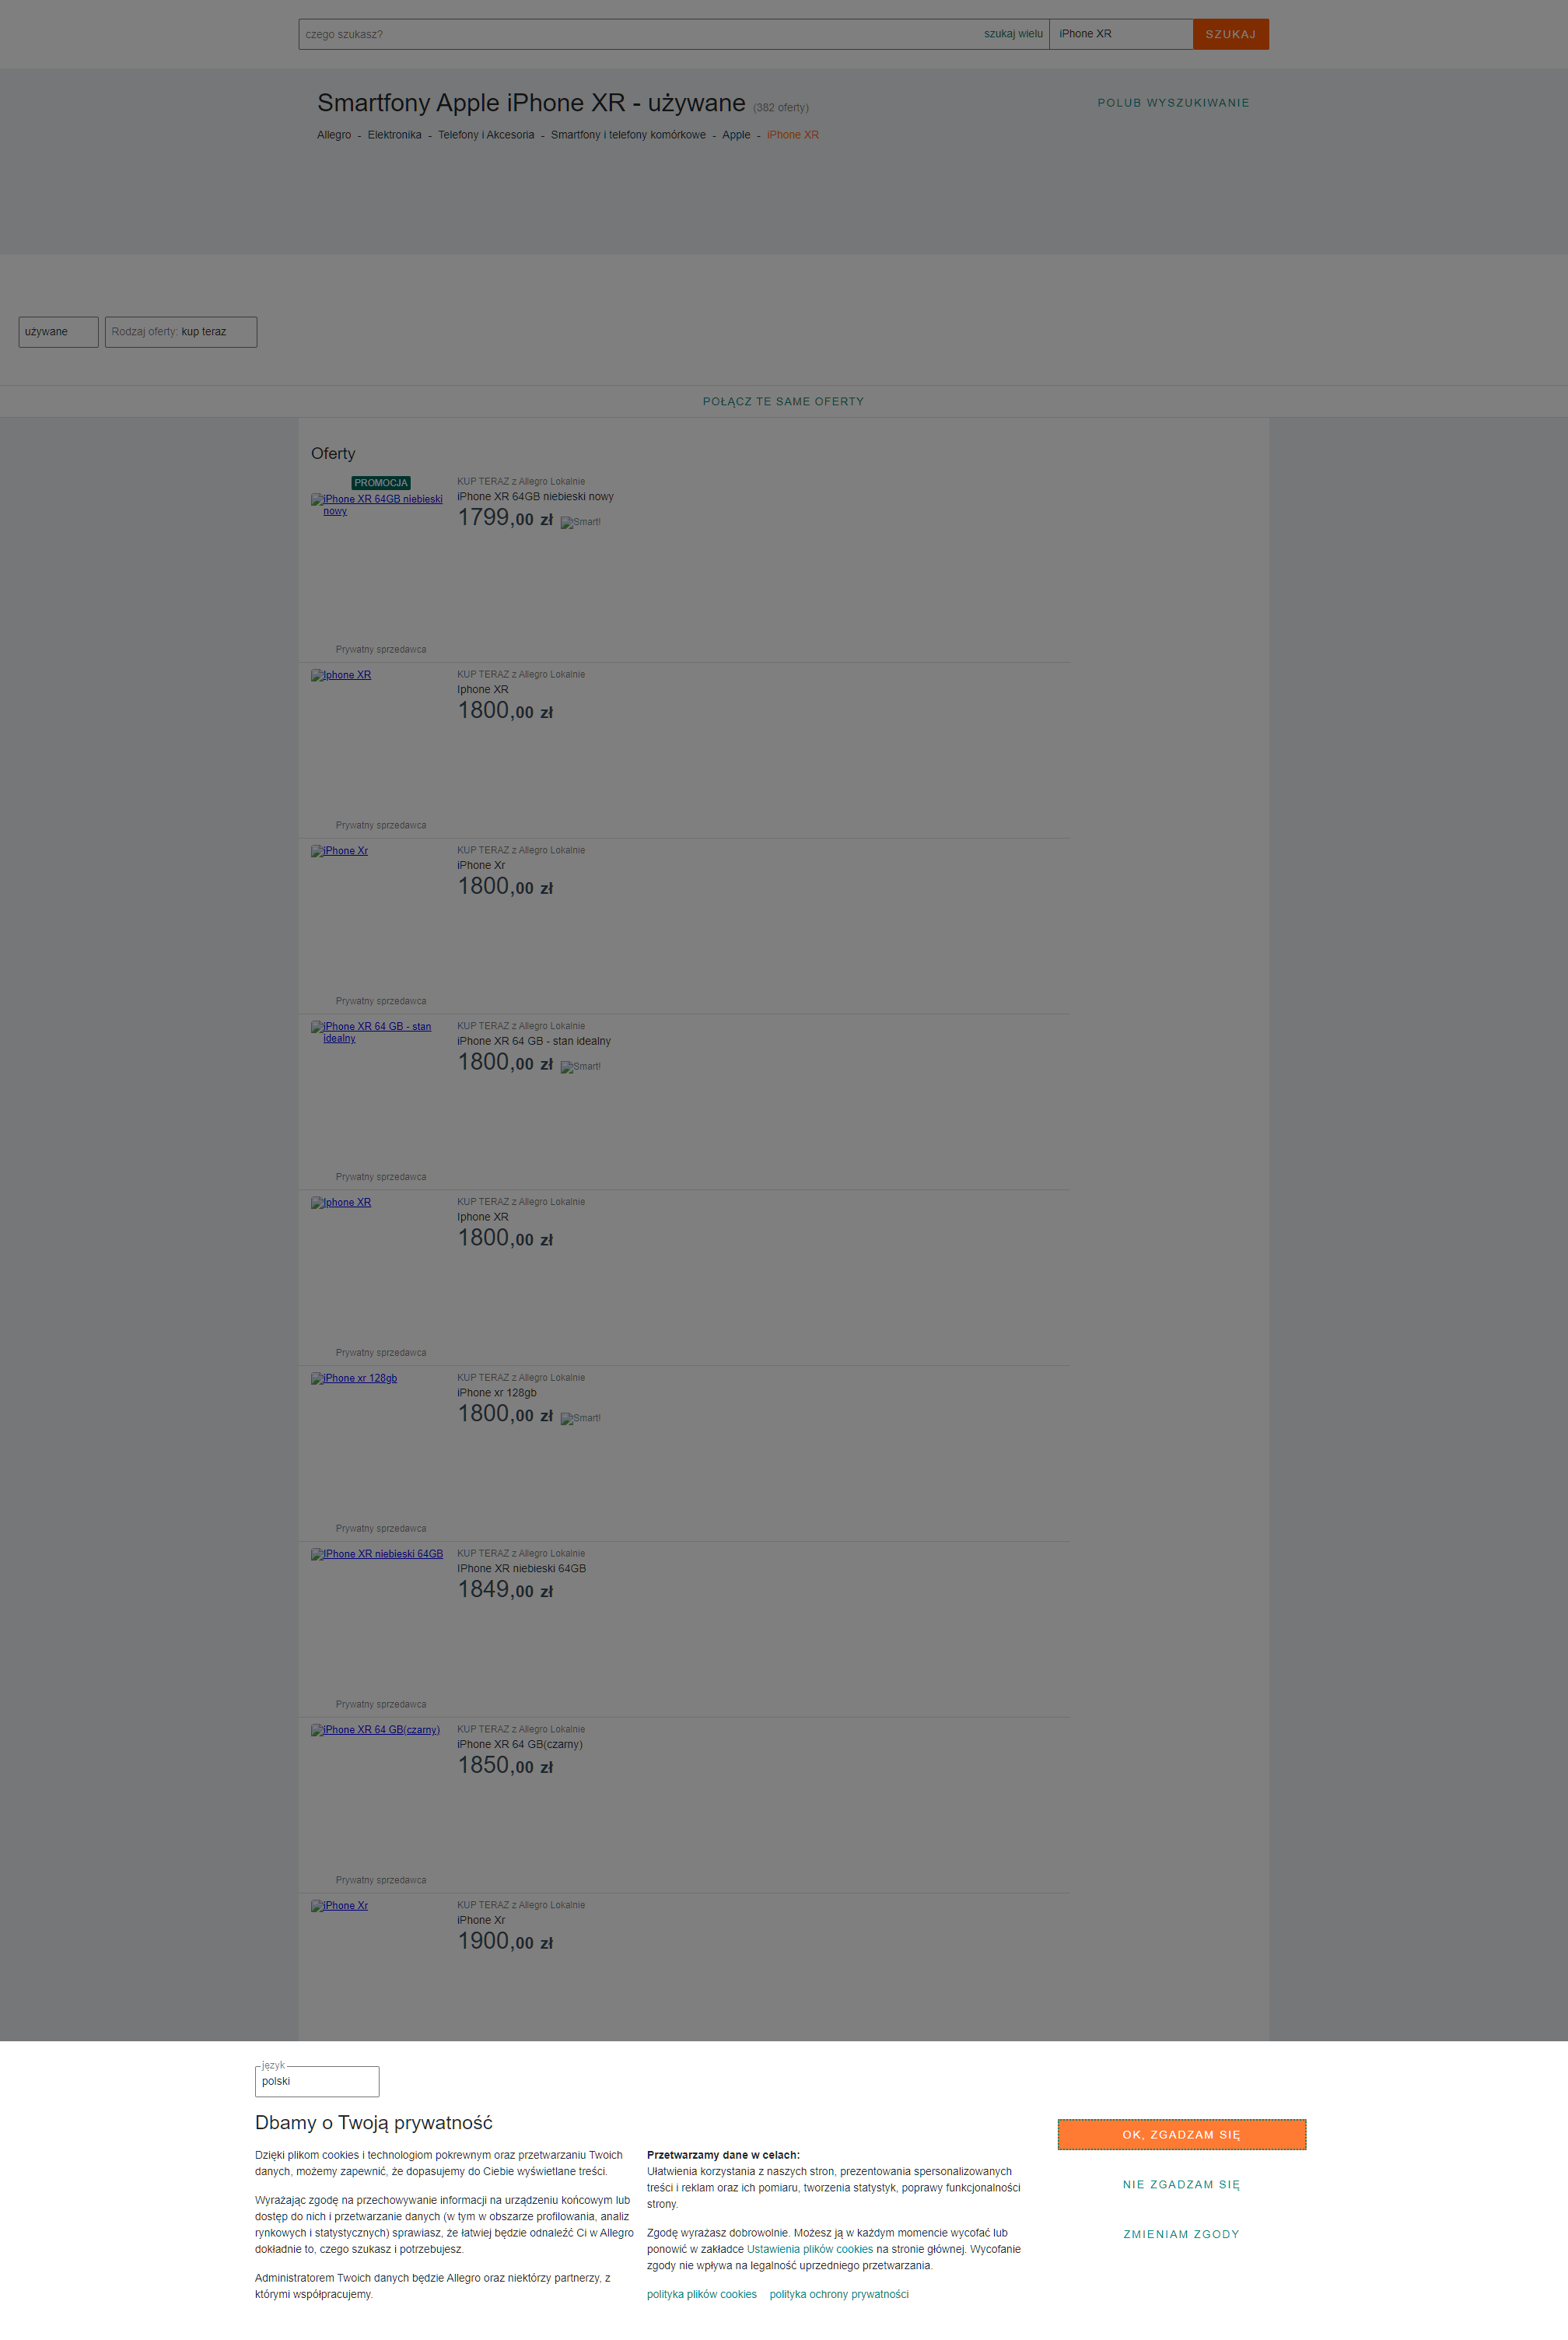 czego szukasz? szukaj wielu iPhone XR SZUKAJ
Smartfony Apple iPhone XR - używane (382 oferty) POLUB WYSZUKIWANIE
Allegro - Elektronika - Telefony i Akcesoria - Smartfony i telefony komórkowe - Apple - iPhone XR
używane Rodzaj oferty: kup teraz
POŁĄCZ TE SAME OFERTY
Oferty
PROMOCJA
iPhone XR 64GB niebieski
nowy
KUP TERAZ z Allegro Lokalnie
iPhone XR 64GB niebieski nowy
1799,00 zł Smart!
Prywatny sprzedawca
Iphone XR
KUP TERAZ z Allegro Lokalnie
Iphone XR
1800,00 zł
Prywatny sprzedawca
iPhone Xr
KUP TERAZ z Allegro Lokalnie
iPhone Xr
1800,00 zł
Prywatny sprzedawca
iPhone XR 64 GB - stan
idealny
KUP TERAZ z Allegro Lokalnie
iPhone XR 64 GB - stan idealny
1800,00 zł Smart!
Prywatny sprzedawca
Iphone XR
KUP TERAZ z Allegro Lokalnie
Iphone XR
1800,00 zł
Prywatny sprzedawca
iPhone xr 128gb
KUP TERAZ z Allegro Lokalnie
iPhone xr 128gb
1800,00 zł Smart!
Prywatny sprzedawca
IPhone XR niebieski 64GB
KUP TERAZ z Allegro Lokalnie
IPhone XR niebieski 64GB
1849,00 zł
Prywatny sprzedawca
iPhone XR 64 GB(czarny)
KUP TERAZ z Allegro Lokalnie
iPhone XR 64 GB(czarny)
1850,00 zł
Prywatny sprzedawca
iPhone Xr
KUP TERAZ z Allegro Lokalnie
iPhone Xr
1900,00 zł
język
polski
Dbamy o Twoją prywatność
Dzięki plikom cookies i technologiom pokrewnym oraz przetwarzaniu Twoich
danych, możemy zapewnić, że dopasujemy do Ciebie wyświetlane treści.
Wyrażając zgodę na przechowywanie informacji na urządzeniu końcowym lub
dostęp do nich i przetwarzanie danych (w tym w obszarze profilowania, analiz
rynkowych i statystycznych) sprawiasz, że łatwiej będzie odnaleźć Ci w Allegro
dokładnie to, czego szukasz i potrzebujesz.
Administratorem Twoich danych będzie Allegro oraz niektórzy partnerzy, z
którymi współpracujemy.
Przetwarzamy dane w celach:
Ułatwienia korzystania z naszych stron, prezentowania spersonalizowanych
treści i reklam oraz ich pomiaru, tworzenia statystyk, poprawy funkcjonalności
strony.
Zgodę wyrażasz dobrowolnie. Możesz ją w każdym momencie wycofać lub
ponowić w zakładce Ustawienia plików cookies na stronie głównej. Wycofanie
zgody nie wpływa na legalność uprzedniego przetwarzania.
polityka plików cookies polityka ochrony prywatności
OK, ZGADZAM SIĘ
NIE ZGADZAM SIĘ
ZMIENIAM ZGODY